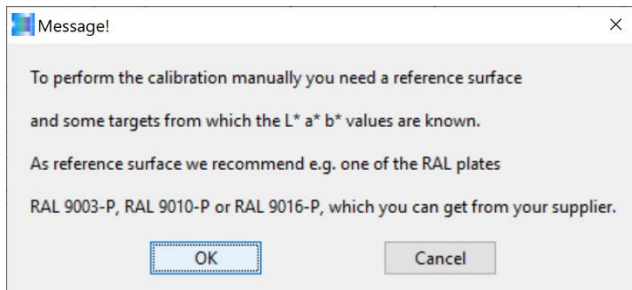 Message!
To perform the calibration manually you need a reference surface
and some targets from which the L* a* b* values are known.
As reference surface we recommend e.g. one of the RAL plates
RAL 9003-P, RAL 9010-P or RAL 9016-P, which you can get from your supplier.
OK Cancel